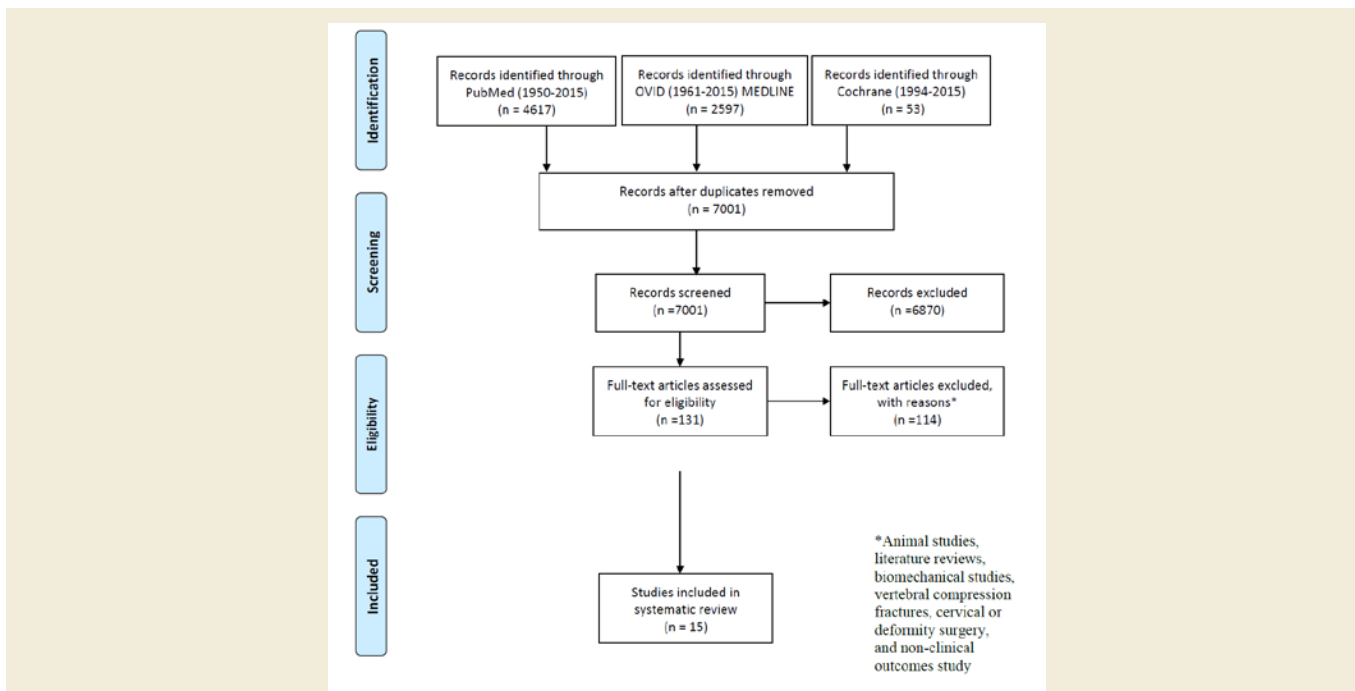 Identification
Records identified through
PubMed (1950-2015)
(n = 4617)
Records identified through
OVID (1961-2015) MEDLINE
(n = 2597)
Records identified through
Cochrane (1994-2015)
(n = 53)
Records after duplicates removed
(n = 7001)
Screening
Records screened
(n =7001)
Records excluded
(n =6870)
Eligibility
Full-text articles assessed
for eligibility
(n =131)
Full-text articles excluded,
with reasons*
(n =114)
Included
Studies included in
systematic review
(n = 15)
*Animal studies,
literature reviews,
biomechanical studies,
vertebral compression
fractures, cervical or
deformity surgery,
and non-clinical
outcomes study